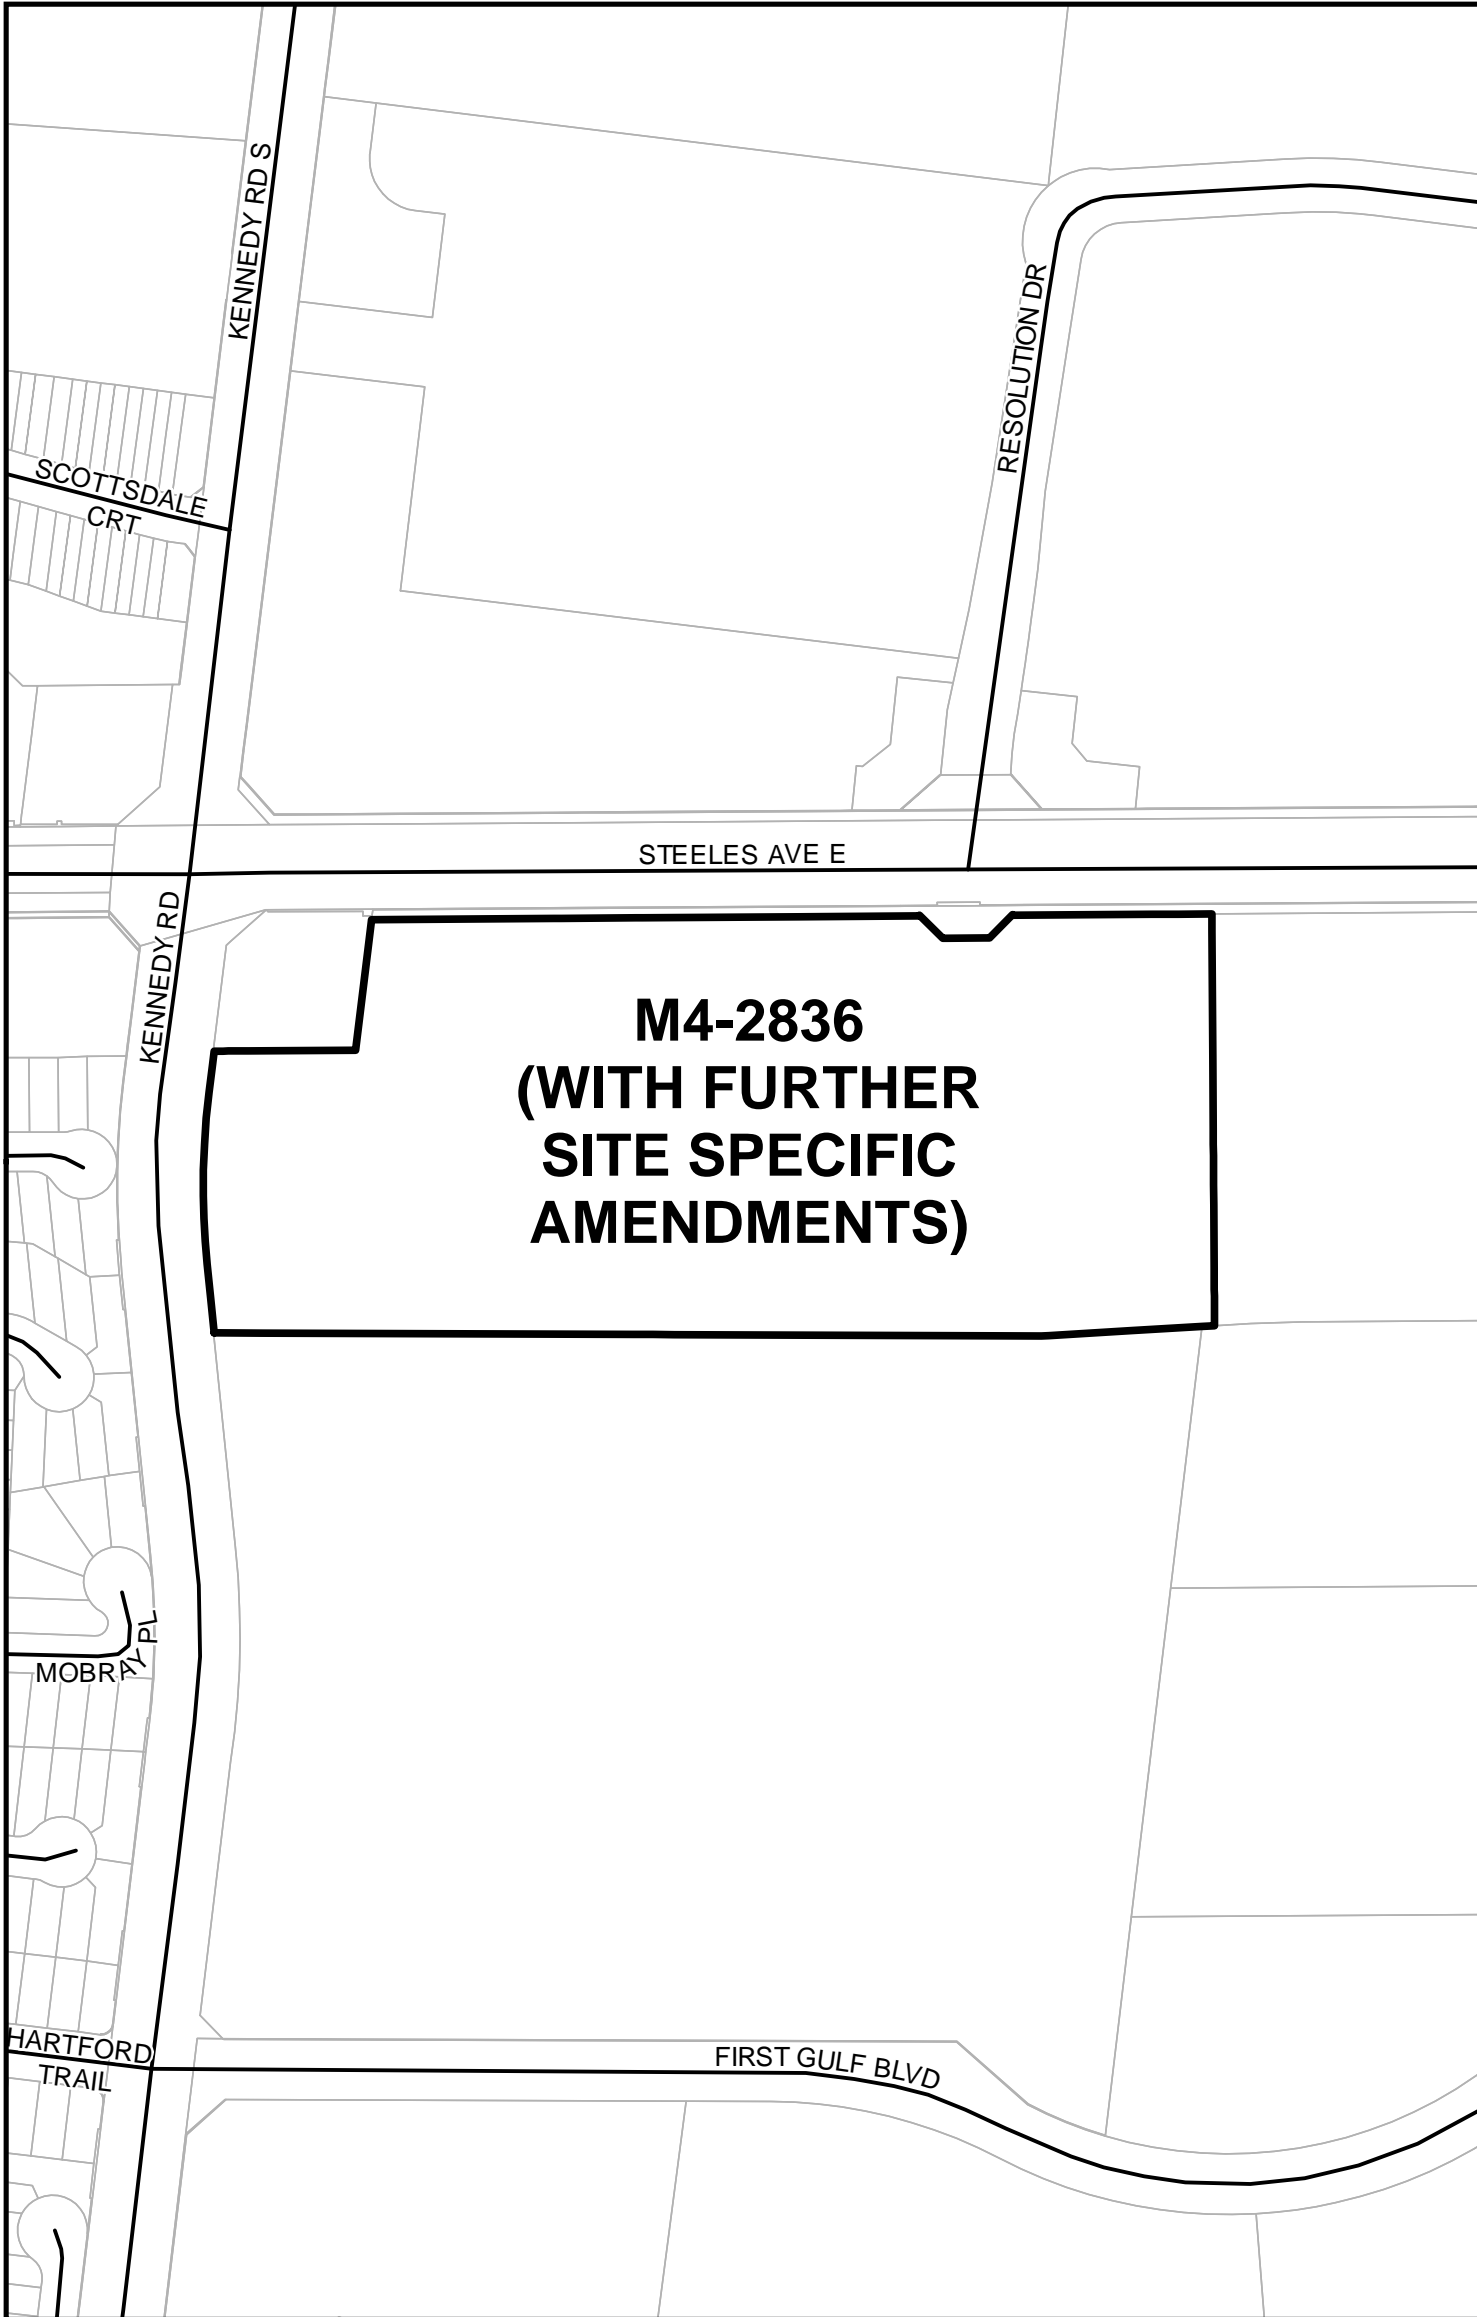 KENNEDY RD S
RESOLUTION DR
SCOTTSDALE
CRT
STEELES AVE E
KENNEDY RD
M4-2836
(WITH FURTHER
SITE SPECIFIC
AMENDMENTS)
MOBRAY PL
HARTFORD
TRAIL
FIRST GULF BLVD